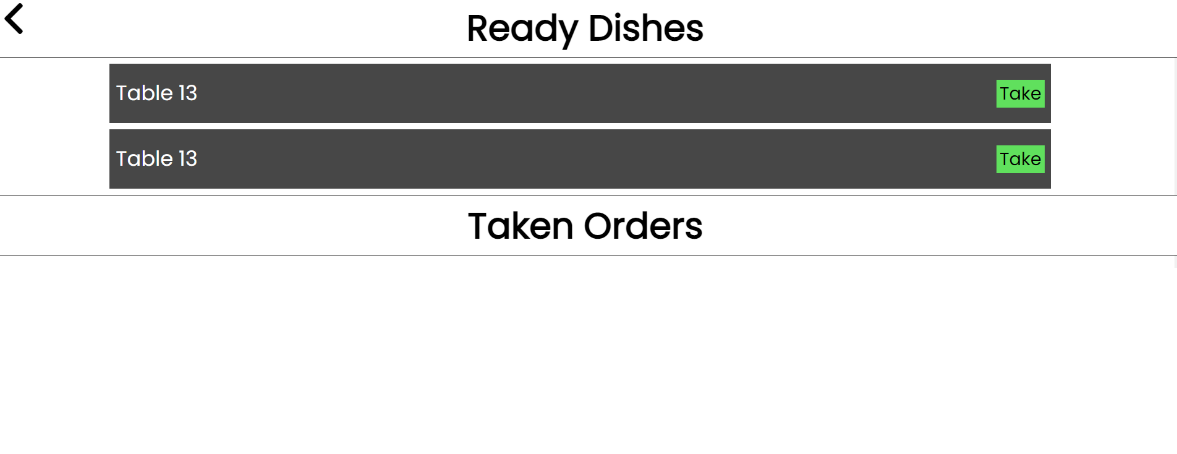 Ready Dishes
Table 13 Take
Table 13 Take
Taken Orders